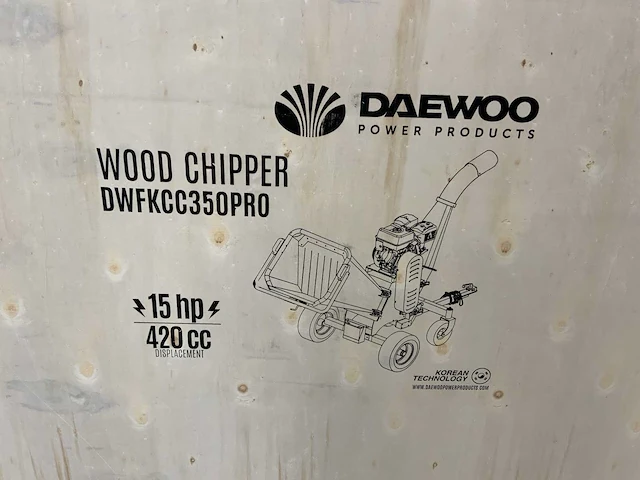 DAEWOO
POWER PRODUCTS
WOOD CHIPPER
DWFKCC350PRO
15 hp
420 cc
DISPLACEMENT
KOREAN
TECHNOLOGY
WWW.DAEWOOPOWERPRODUCTS.COM